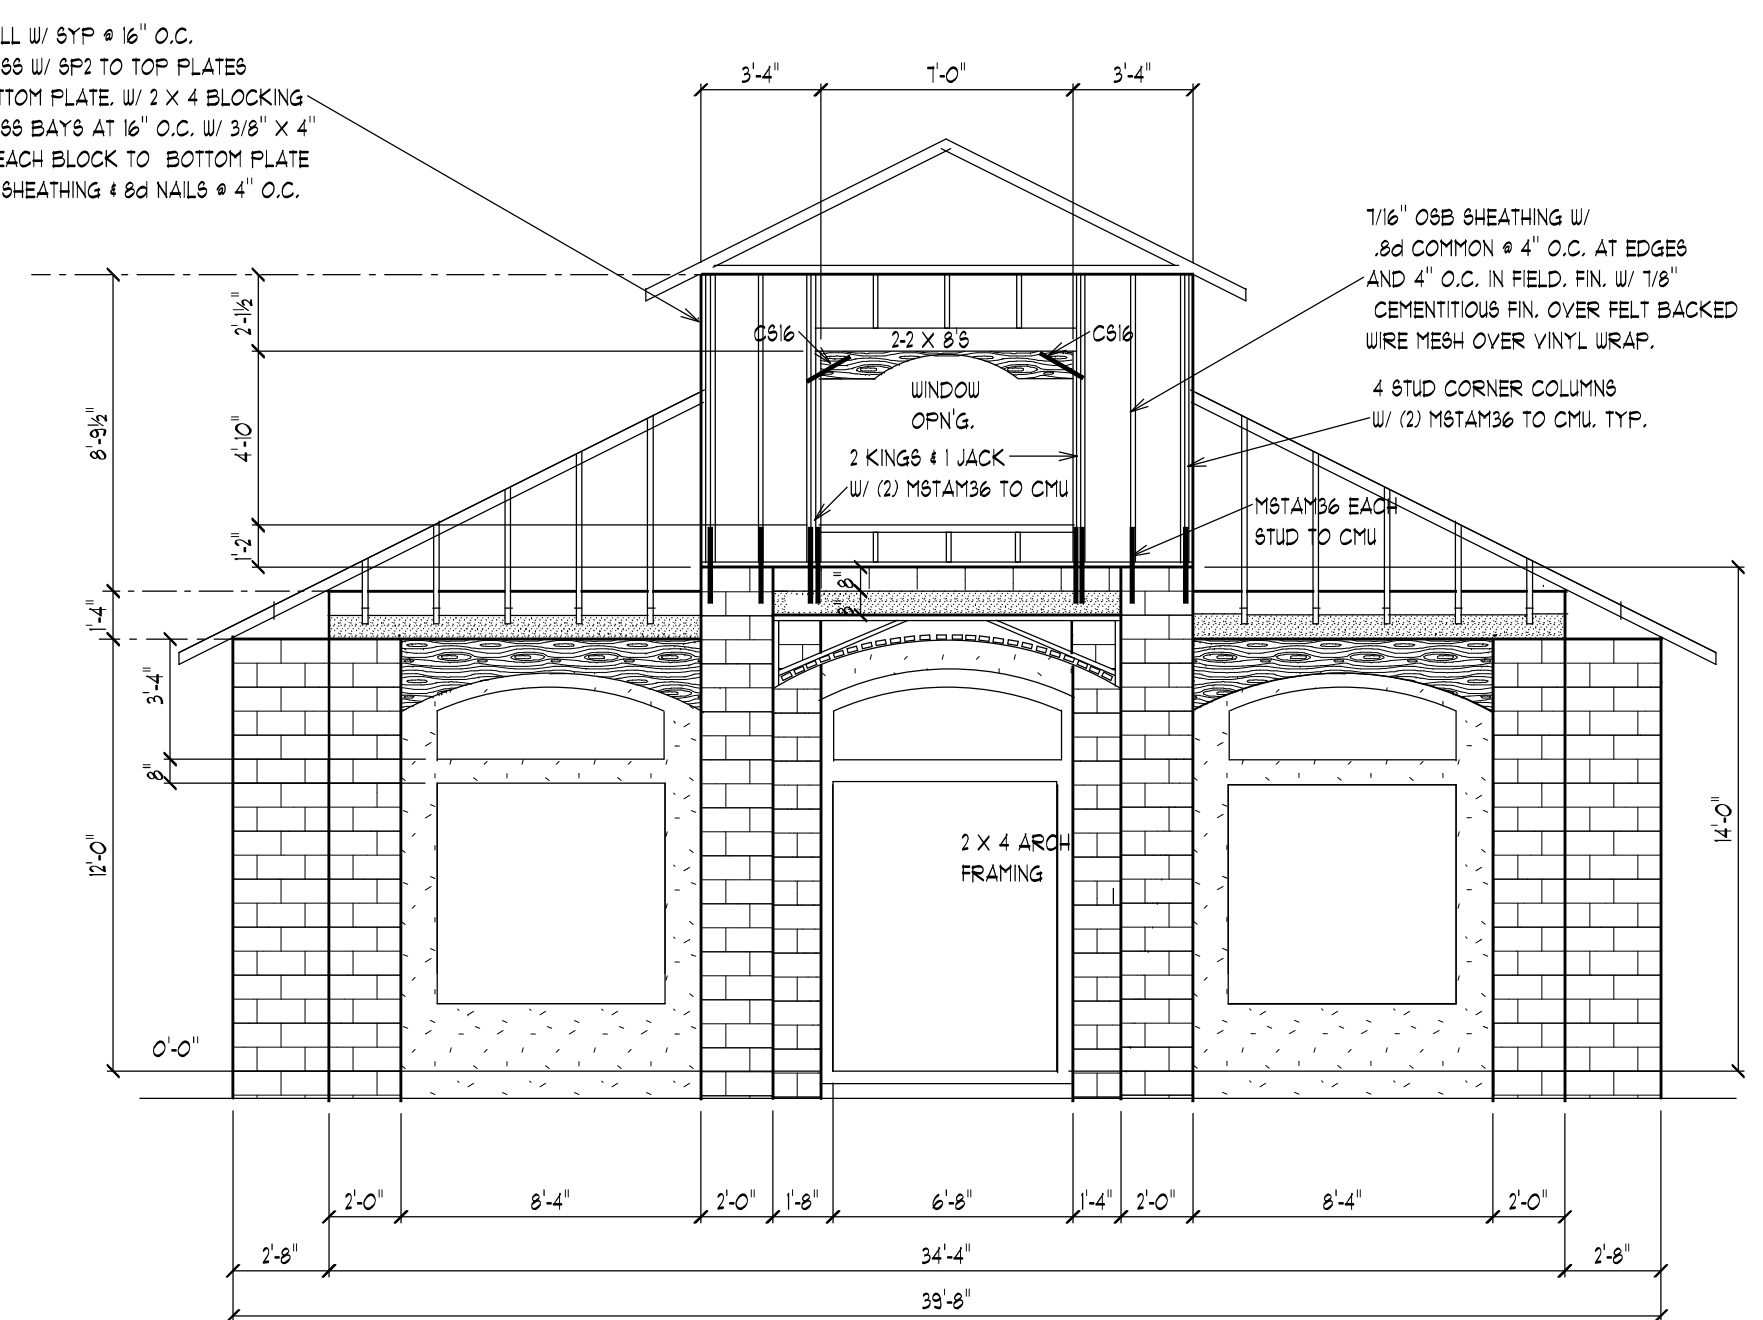 LL W/ SYP @ 16" O.C.
SS W/ SP2 TO TOP PLATES
TTOM PLATE. W/ 2 X 4 BLOCKING
SS BAYS AT 16" O.C. W/ 3/8" X 4"
EACH BLOCK TO BOTTOM PLATE
SHEATHING & 8d NAILS @ 4" O.C.
3'-4"
7'-0"
3'-4"
7/16" OSB SHEATHING W/
.8d COMMON @ 4" O.C. AT EDGES
AND 4" O.C. IN FIELD. FIN. W/ 7/8"
CEMENTITIOUS FIN. OVER FELT BACKED
WIRE MESH OVER VINYL WRAP.
4 STUD CORNER COLUMNS
W/ (2) MSTAM36 TO CMU. TYP.
MSTAM36 EACH
STUD TO CMU
CS16
2-2 X 8'S
CS16
WINDOW
OPN'G.
2 KINGS & 1 JACK
W/ (2) MSTAM36 TO CMU
2'-1½"
4'-10"
1'-2"
8'-9½"
1'-4"
8"
8"
3'-4"
8"
12'-0"
14'-0"
2 X 4 ARCH
FRAMING
0'-0"
2'-0"
8'-4"
2'-0"
1'-8"
6'-8"
1'-4"
2'-0"
8'-4"
2'-0"
2'-8"
34'-4"
2'-8"
39'-8"